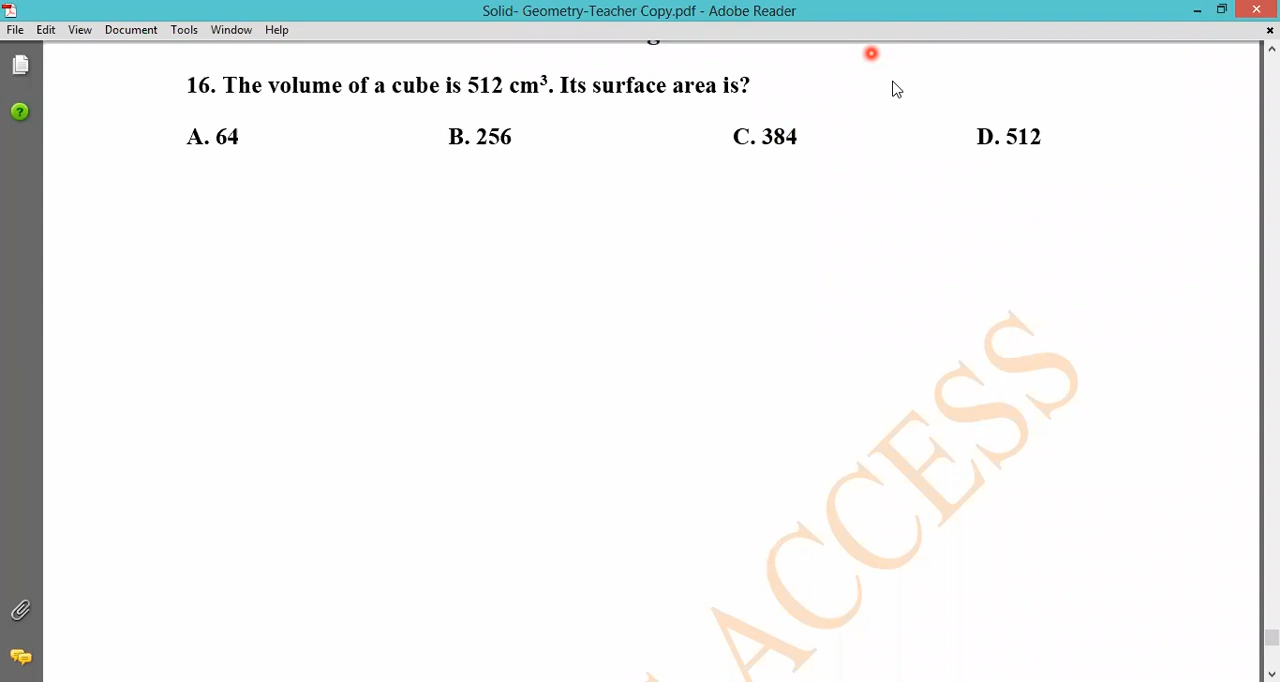 Solid- Geometry-Teacher Copy.pdf - Adobe Reader
File Edit View Document Tools Window Help
16. The volume of a cube is 512 cm³. Its surface area is?
A. 64 B. 256 C. 384 D. 512
ACCESS